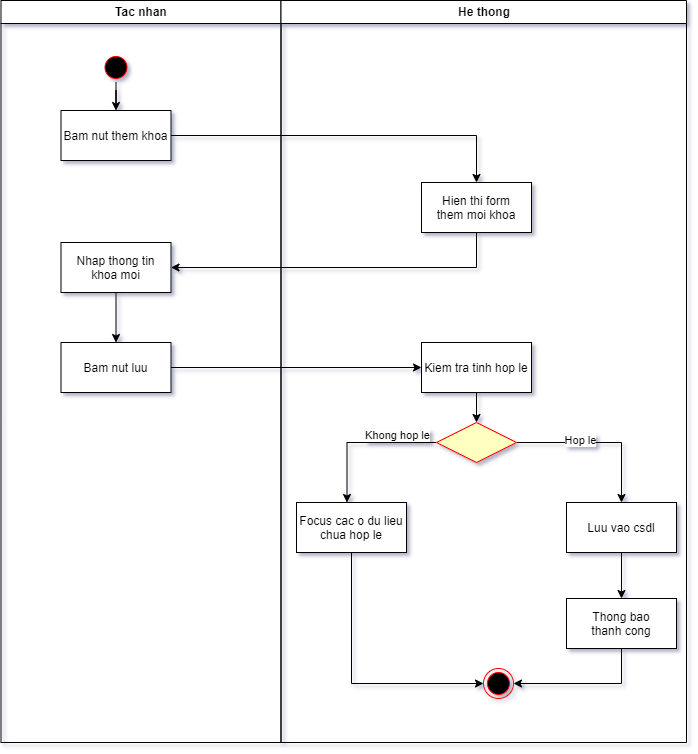 Tac nhan
He thong
Bam nut them khoa
Hien thi form
them moi khoa
Nhap thong tin
khoa moi
Bam nut luu
Kiem tra tinh hop le
Khong hop le
Hop le
Focus cac o du lieu
chua hop le
Luu vao csdl
Thong bao
thanh cong